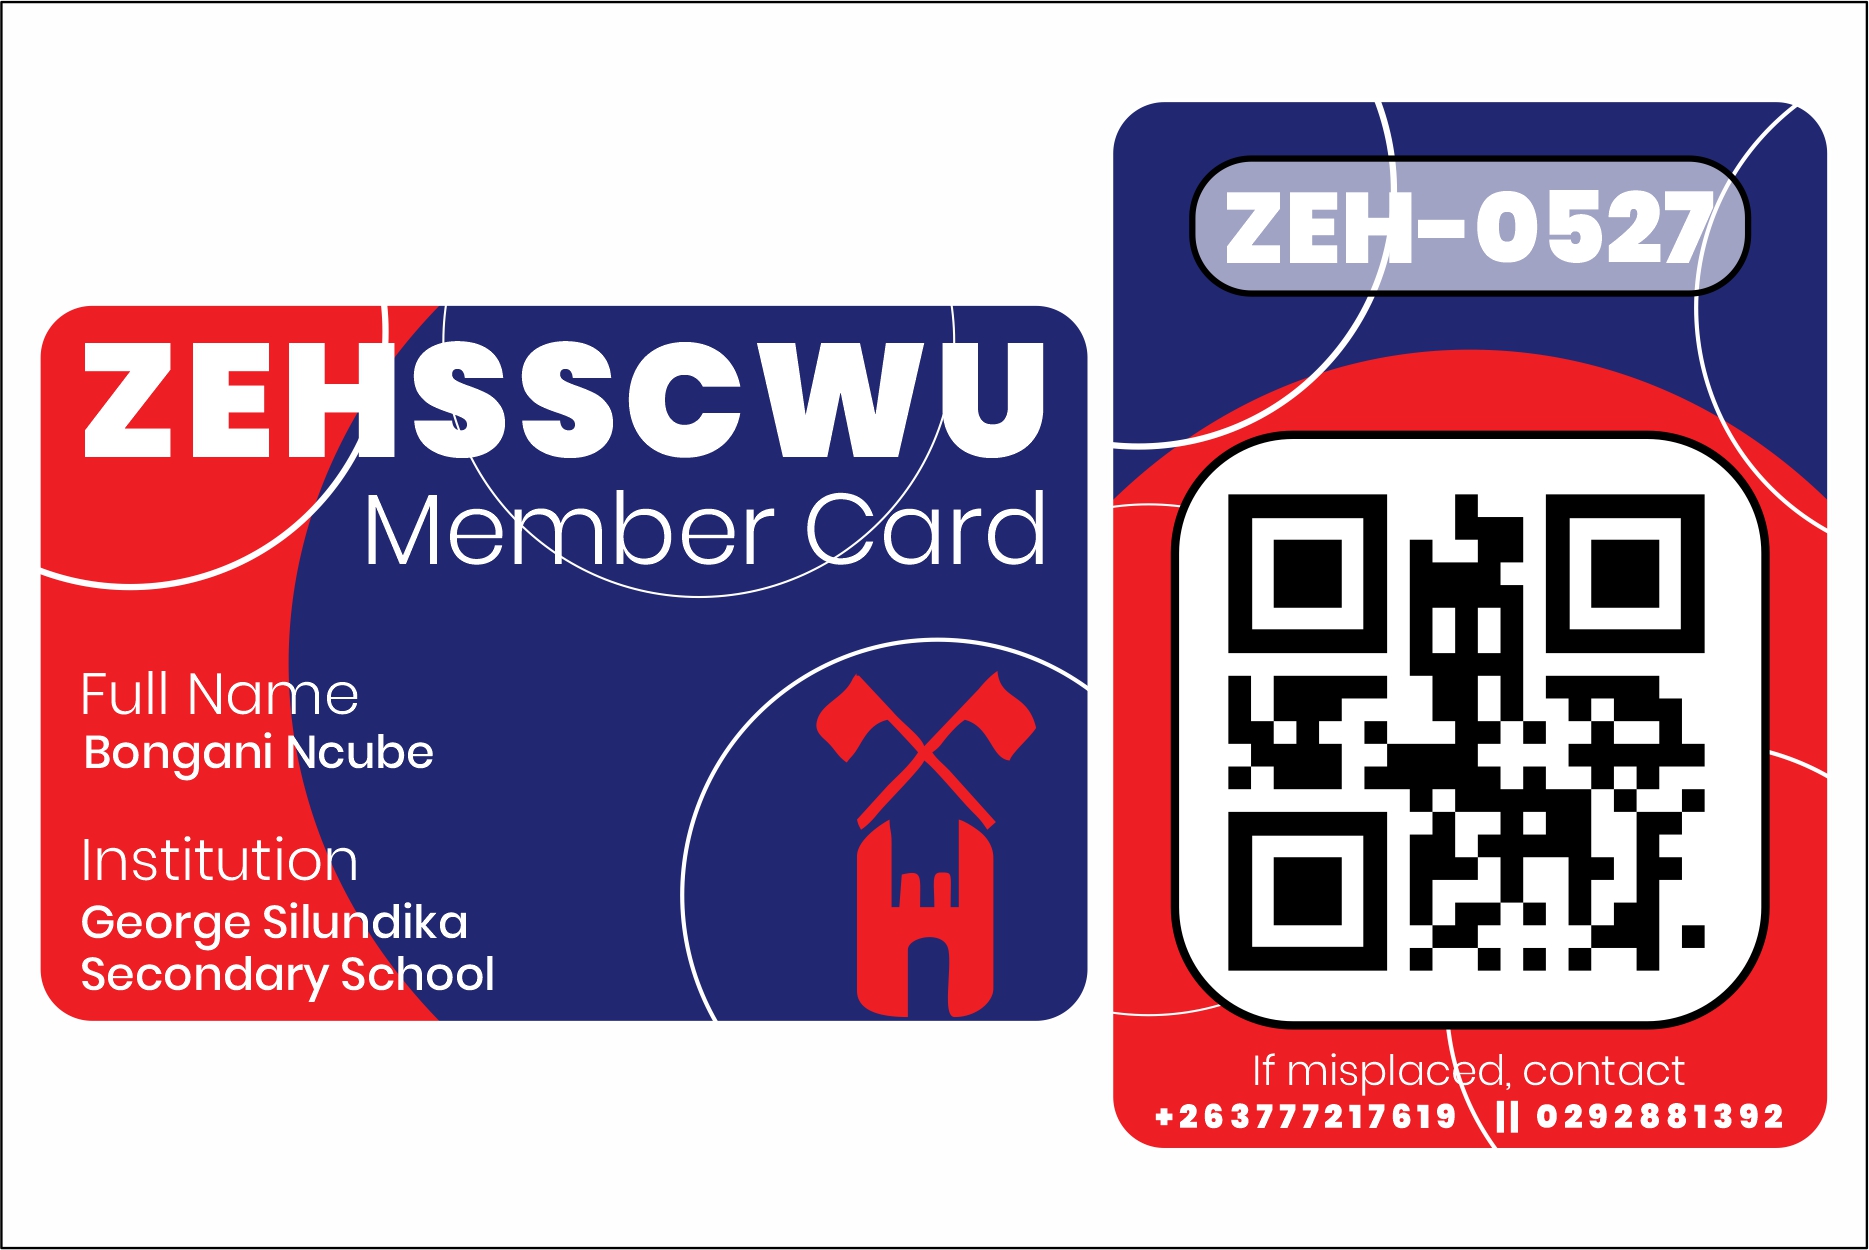 ZEHSSCWU
Member Card
Full Name
Bongani Ncube
Institution
George Silundika
Secondary School
ZEH-0527
If misplaced, contact
+263777217619 || 0292881392